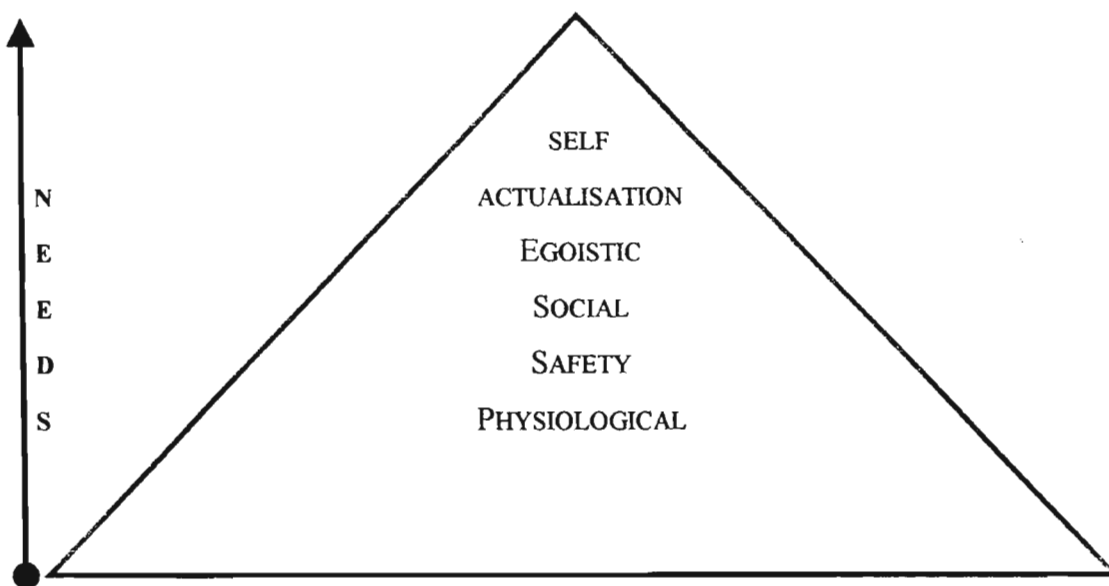 SELF
N ACTUALISATION
E EGOISTIC
E SOCIAL
D SAFETY
S PHYSIOLOGICAL